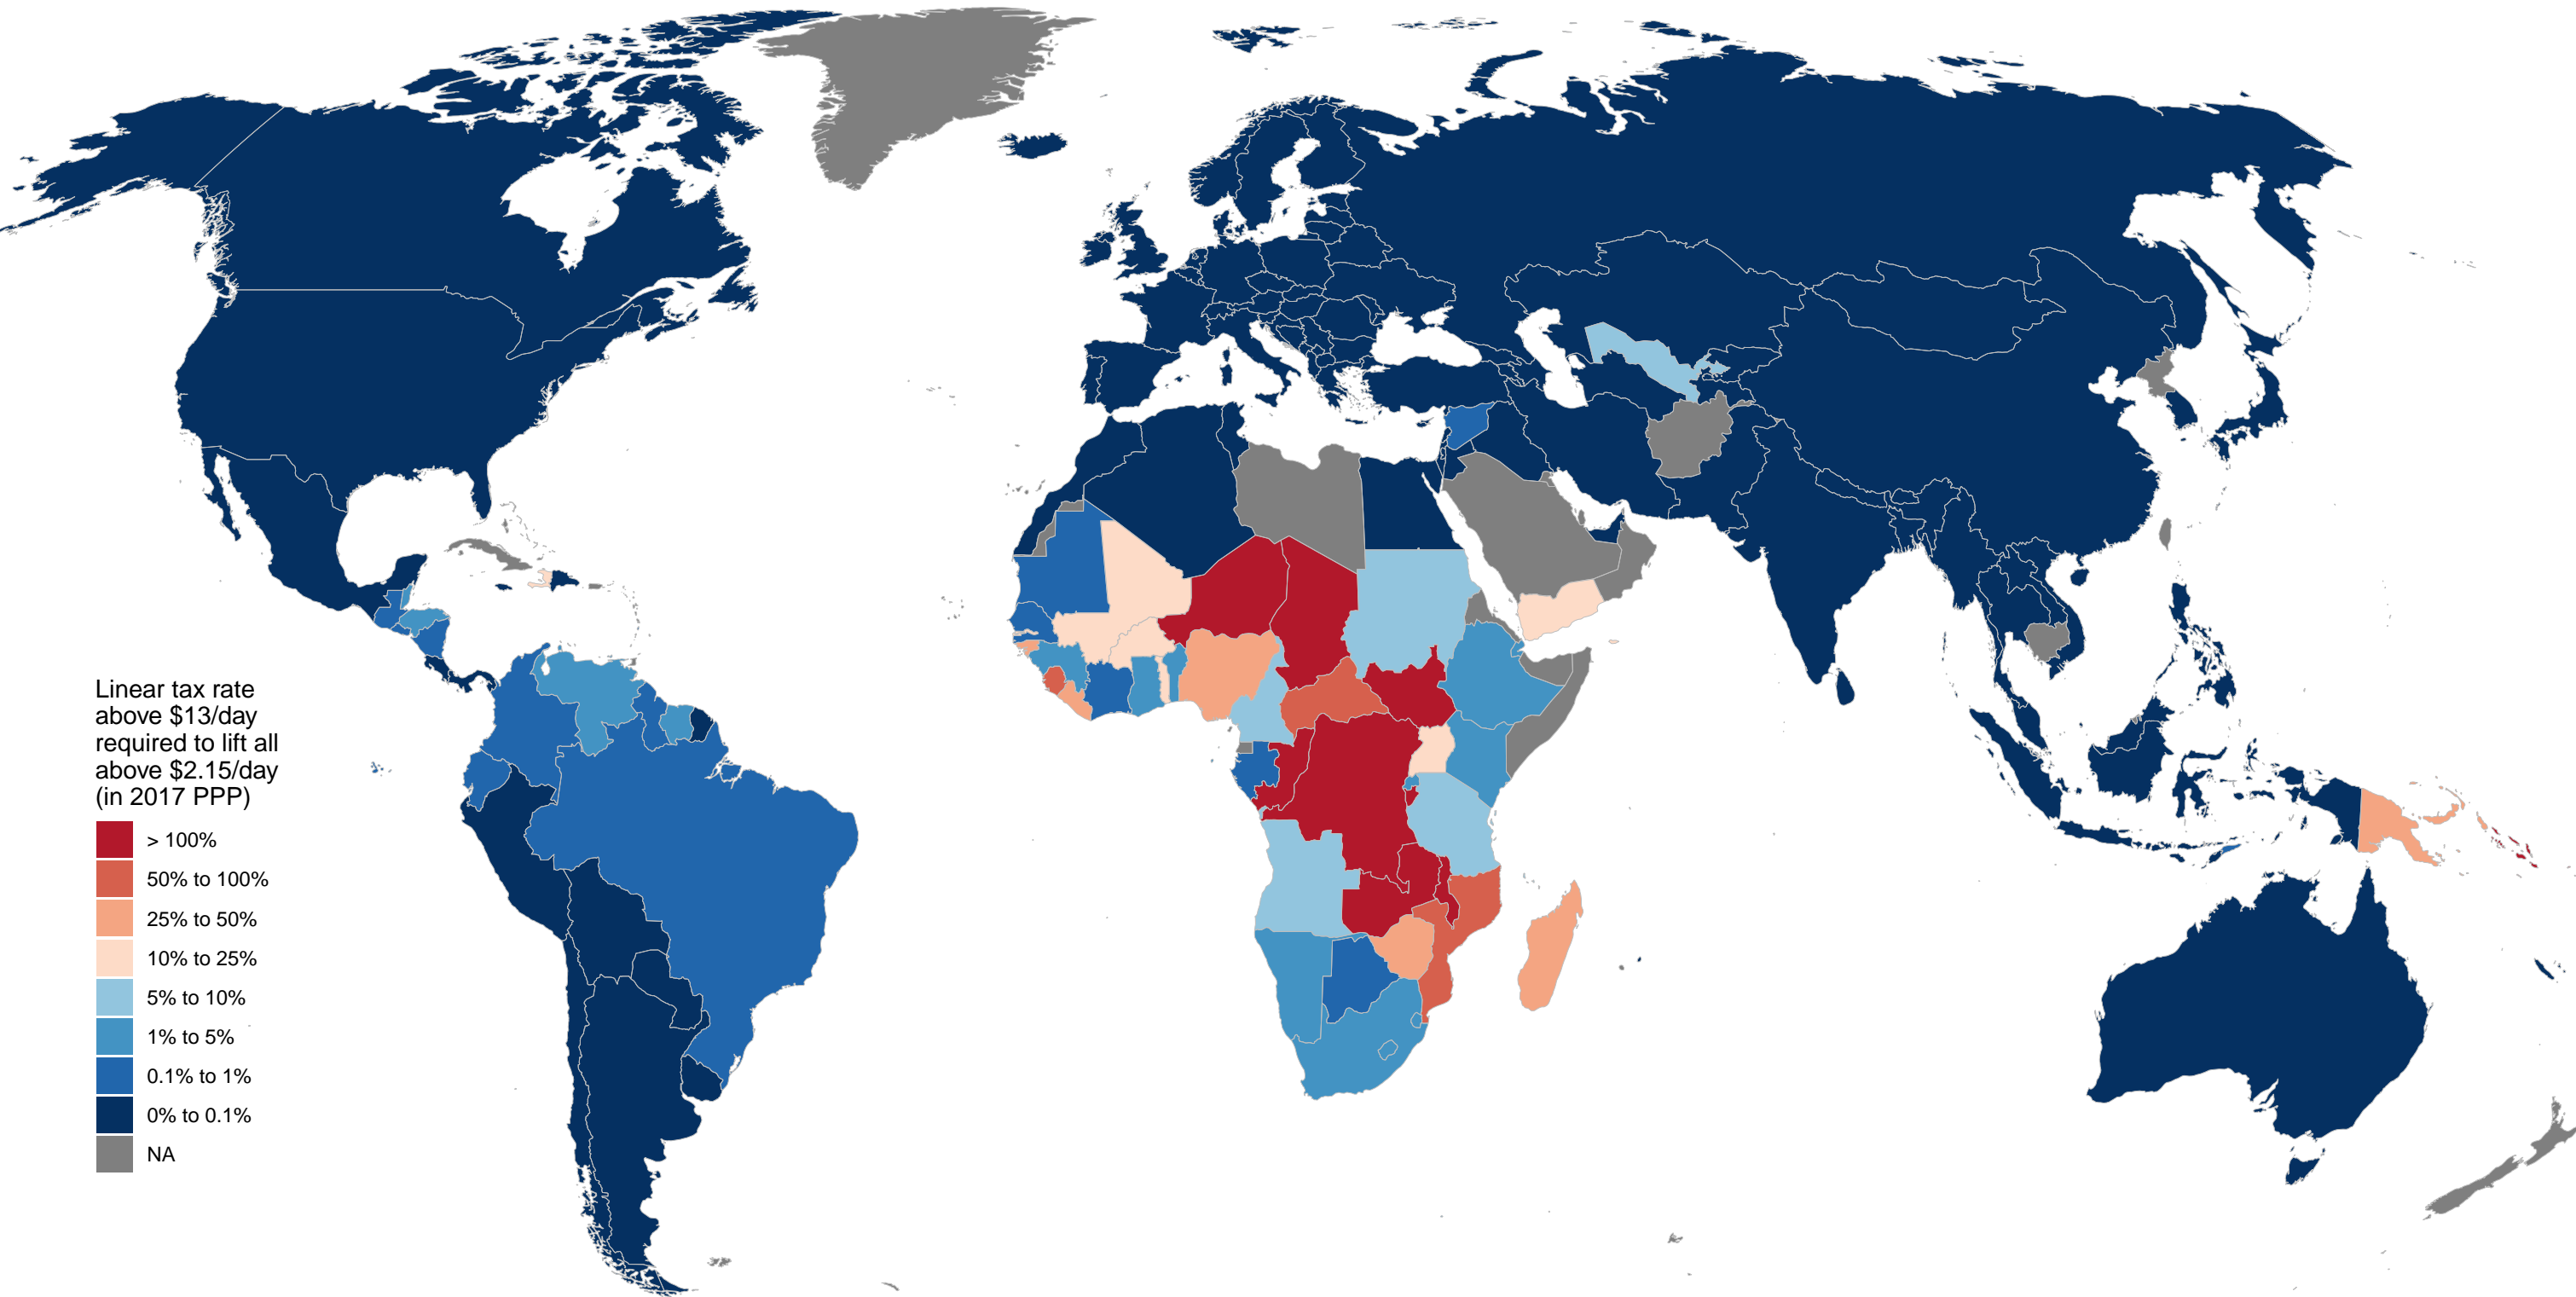 Linear tax rate
above $13/day
required to lift all
above $2.15/day
(in 2017 PPP)
> 100%
50% to 100%
25% to 50%
10% to 25%
5% to 10%
1% to 5%
0.1% to 1%
0% to 0.1%
NA